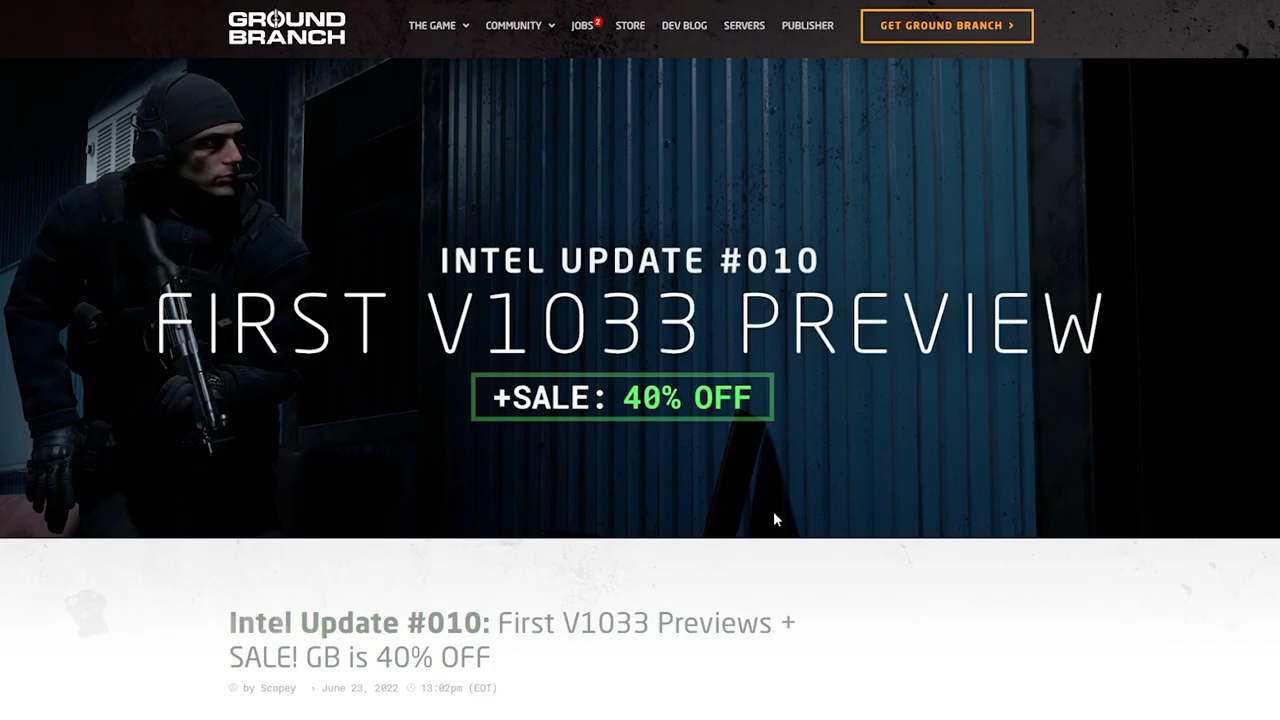 GROUND
BRANCH
THE GAME COMMUNITY JOBS 2 STORE DEV BLOG SERVERS PUBLISHER GET GROUND BRANCH >
INTEL UPDATE #010
FIRST V1033 PREVIEW
+SALE: 40% OFF
Intel Update #010: First V1033 Previews +
SALE! GB is 40% OFF
by Scopey › June 23, 2022 13:02pm (EDT)